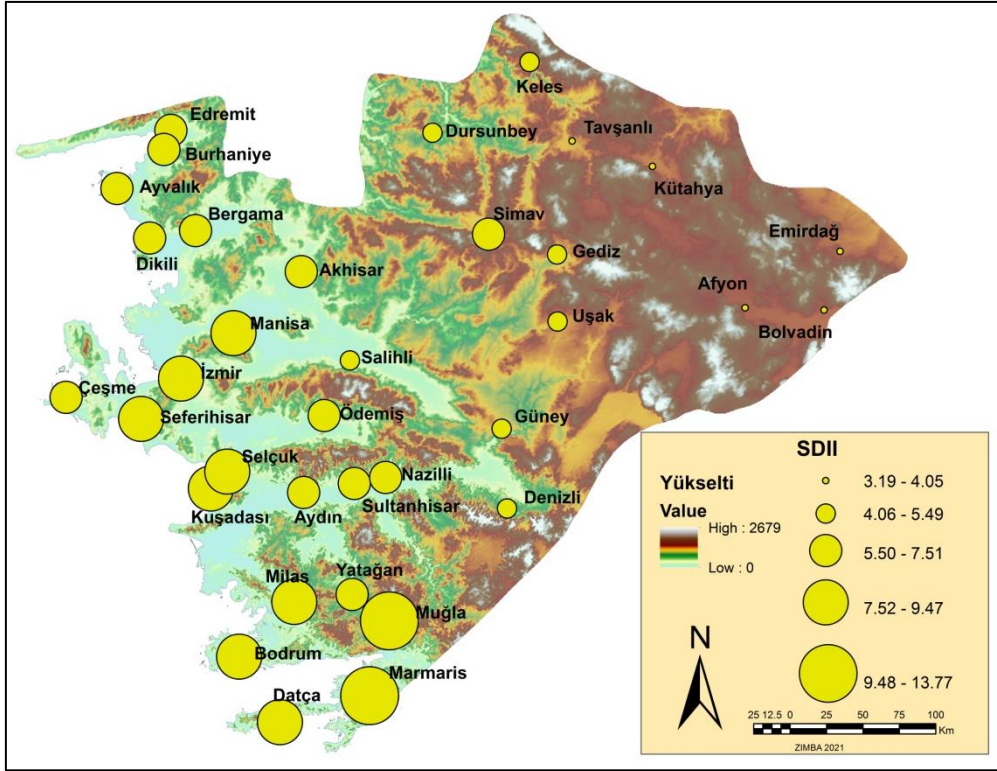 Keles
Edremit
Dursunbey
Tavşanlı
Burhaniye
Kütahya
Ayvalık
Bergama
Simav
Emirdağ
Dikili
Gediz
Akhisar
Afyon
Manisa
Uşak
Bolvadin
Salihli
İzmir
Çeşme
Seferihisar
Ödemiş
Güney
Selçuk
Nazilli
Kuşadası
Aydın
Sultanhisar
Denizli
Milas
Yatağan
Muğla
Bodrum
Marmaris
Datça
SDII
Yükselti
Value
High : 2679
Low : 0
3.19 - 4.05
4.06 - 5.49
5.50 - 7.51
7.52 - 9.47
9.48 - 13.77
N
25 12.5 0 25 50 75 100
Km
ZIMBA 2021